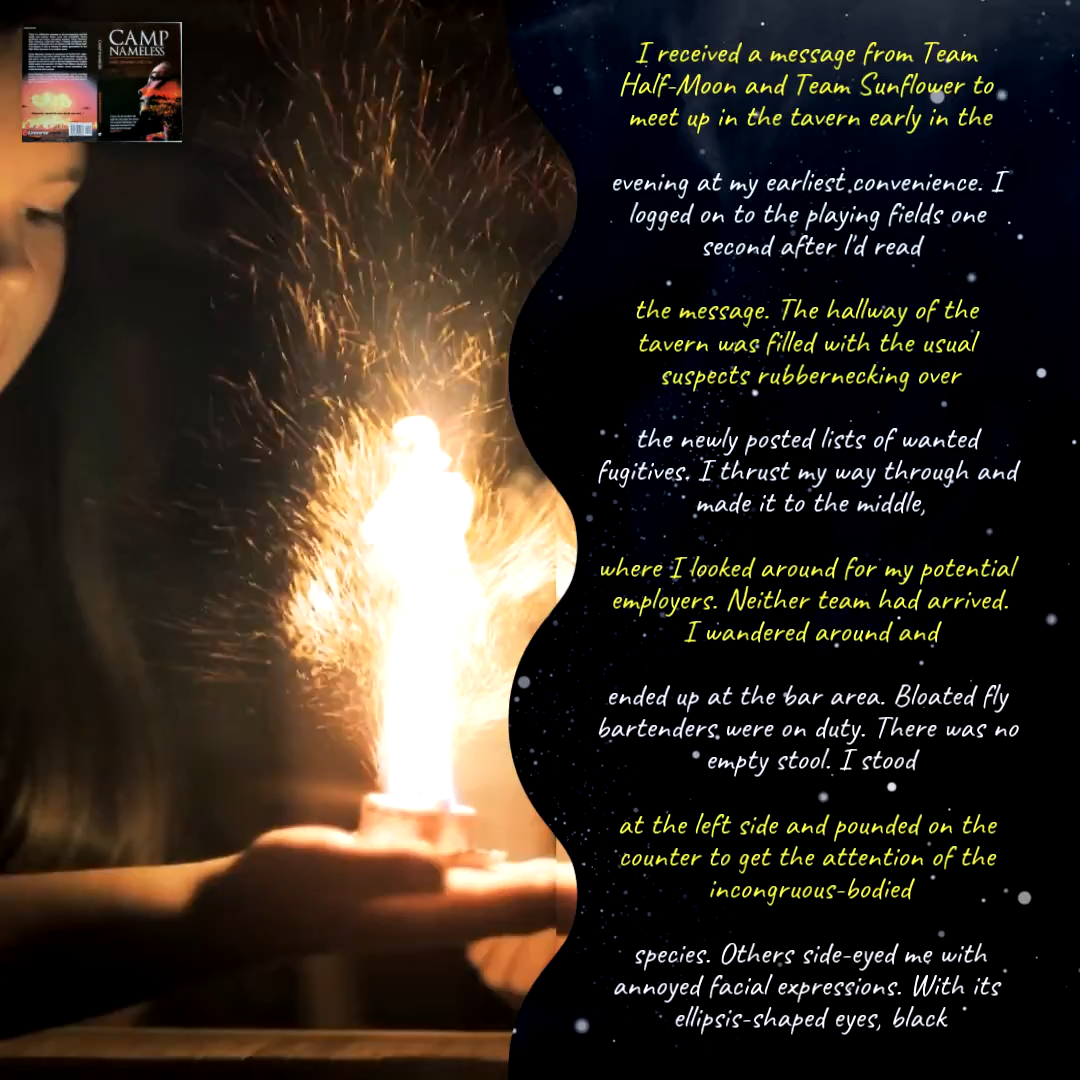 CAMP
NAMELESS
I received a message from Team
Half-Moon and Team Sunflower to
meet up in the tavern early in the
evening at my earliest convenience. I
logged on to the playing fields one
second after I'd read
the message. The hallway of the
tavern was filled with the usual
suspects rubbernecking over
the newly posted lists of wanted
fugitives. I thrust my way through and
made it to the middle,
where I looked around for my potential
employers. Neither team had arrived.
I wandered around and
ended up at the bar area. Bloated fly
bartenders were on duty. There was no
empty stool. I stood
at the left side and pounded on the
counter to get the attention of the
incongruous-bodied
species. Others side-eyed me with
annoyed facial expressions. With its
ellipsis-shaped eyes, black